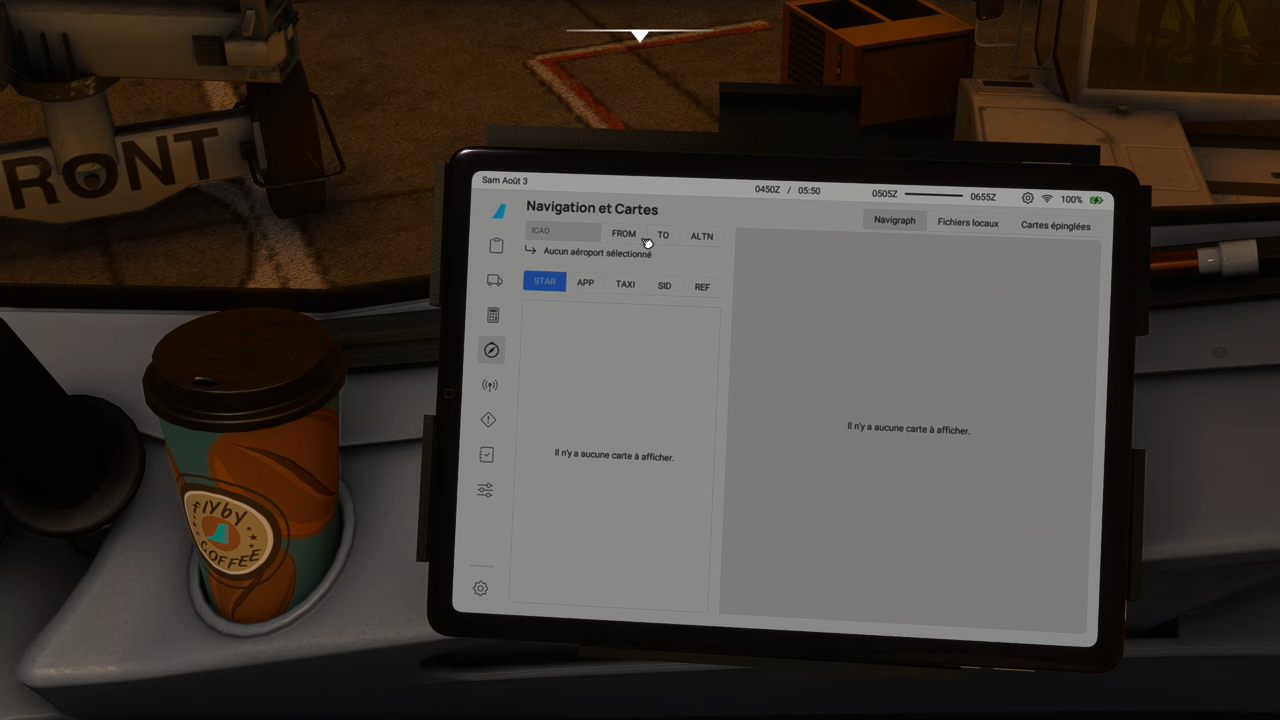 RONT
Sam Août 3
0450Z / 05:50
0505Z
0655Z
100%
Navigation et Cartes
Navigraph
Fichiers locaux
Cartes épinglées
ICAO
FROM
TO
ALTN
Aucun aéroport sélectionné
STAR
APP
TAXI
SID
REF
Il n'y a aucune carte à afficher.
Il n'y a aucune carte à afficher.
flyby
COFFEE